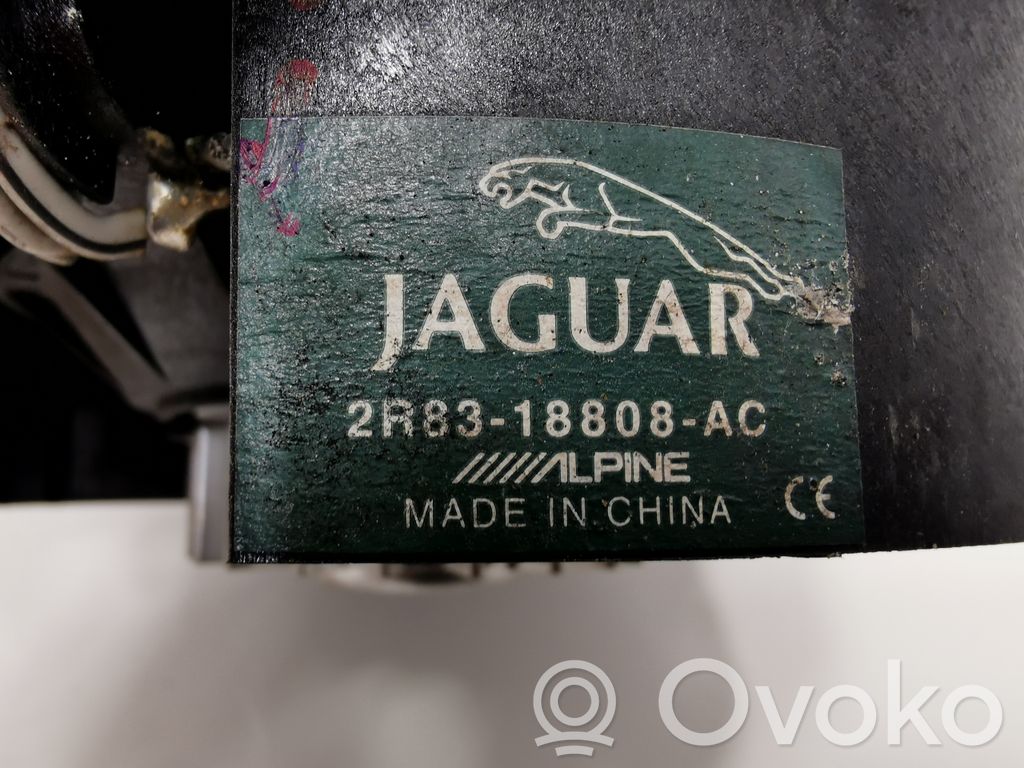 JAGUAR
2R83-18808-AC
ALPINE
MADE IN CHINA
CE
Ovoko